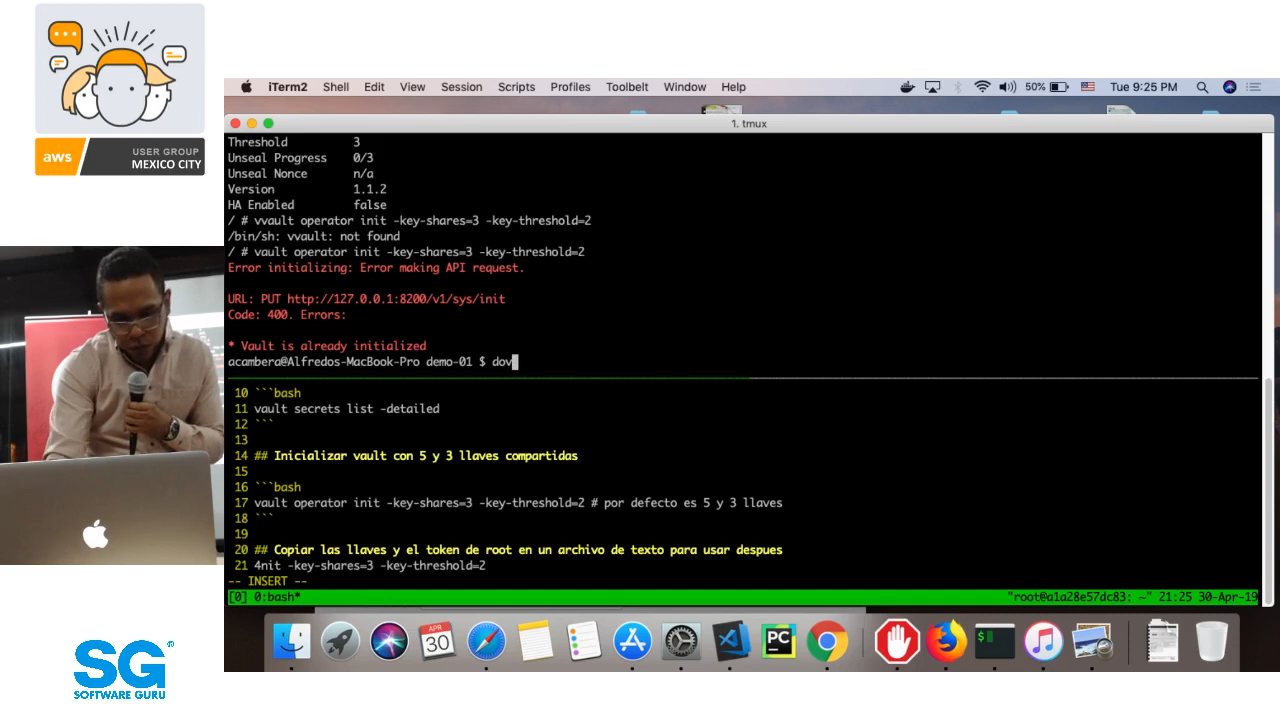 aws
USER GROUP
MEXICO CITY
iTerm2 Shell Edit View Session Scripts Profiles Toolbelt Window Help 50% Tue 9:25 PM
1. tmux
Threshold 3
Unseal Progress 0/3
Unseal Nonce n/a
Version 1.1.2
HA Enabled false
/ # vvault operator init -key-shares=3 -key-threshold=2
/bin/sh: vvault: not found
/ # vault operator init -key-shares=3 -key-threshold=2
Error initializing: Error making API request.
URL: PUT http://127.0.0.1:8200/v1/sys/init
Code: 400. Errors:
* Vault is already initialized
acambera@Alfredos-MacBook-Pro demo-01 $ dov
10 ```bash
11 vault secrets list -detailed
12 ```
13
14 ## Inicializar vault con 5 y 3 llaves compartidas
15
16 ```bash
17 vault operator init -key-shares=3 -key-threshold=2 # por defecto es 5 y 3 llaves
18 ```
19
20 ## Copiar las llaves y el token de root en un archivo de texto para usar despues
21 4nit -key-shares=3 -key-threshold=2
-- INSERT --
[0] 0:bash* "root@a1a28e57dc83: ~" 21:25 30-Apr-19
APR
30
PC
$
SG®
SOFTWARE GURU